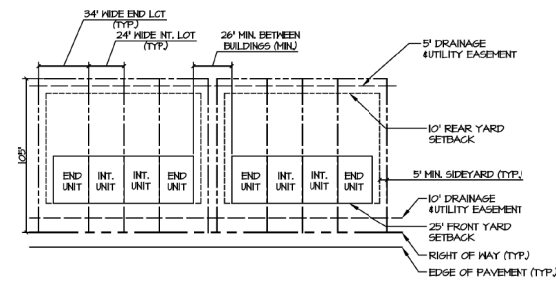 34' WIDE END LOT
(TYP.)
24' WIDE INT. LOT
(TYP.)
26' MIN. BETWEEN
BUILDINGS (MIN.)
5' DRAINAGE
&UTILITY EASEMENT
10' REAR YARD
SETBACK
105'
END
UNIT
INT.
UNIT
INT.
UNIT
END
UNIT
END
UNIT
INT.
UNIT
INT.
UNIT
END
UNIT
5' MIN. SIDEYARD (TYP.)
10' DRAINAGE
&UTILITY EASEMENT
25' FRONT YARD
SETBACK
RIGHT OF WAY (TYP.)
EDGE OF PAVEMENT (TYP.)